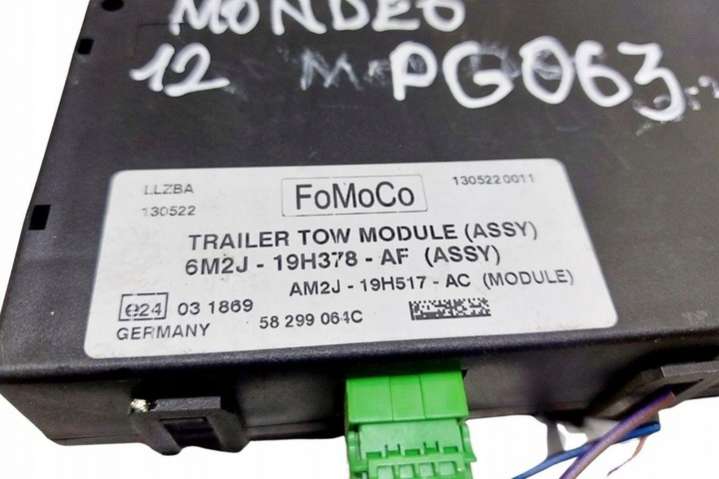 MONDEO
12 PG063
LLZBA
130522
FoMoCo
1305220011
TRAILER TOW MODULE (ASSY)
6M2J - 19H378 - AF (ASSY)
AM2J - 19H517 - AC (MODULE)
e24 03 1869
GERMANY
58 299 064C